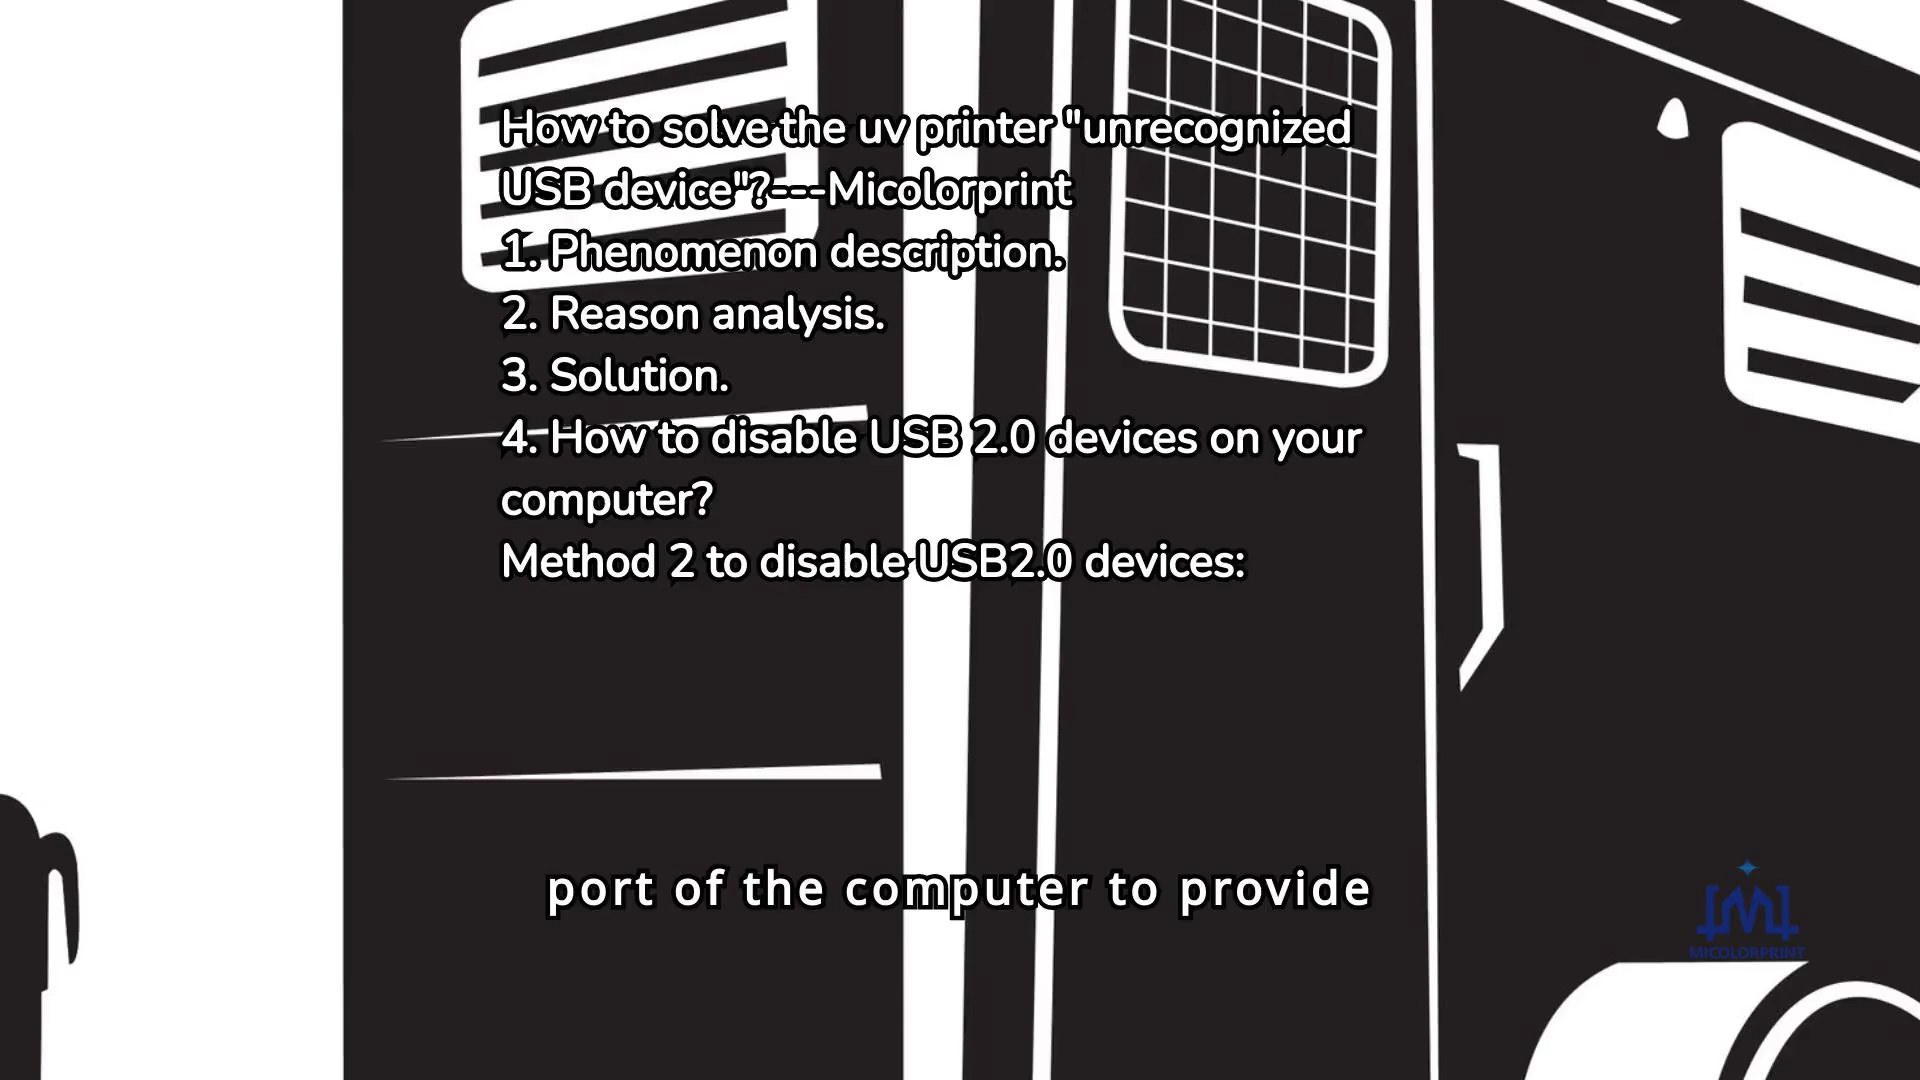 How to solve the uv printer "unrecognized
USB device"?---Micolorprint
1. Phenomenon description.
2. Reason analysis.
3. Solution.
4. How to disable USB 2.0 devices on your
computer?
Method 2 to disable USB2.0 devices:
port of the computer to provide
MICOLORPRINT